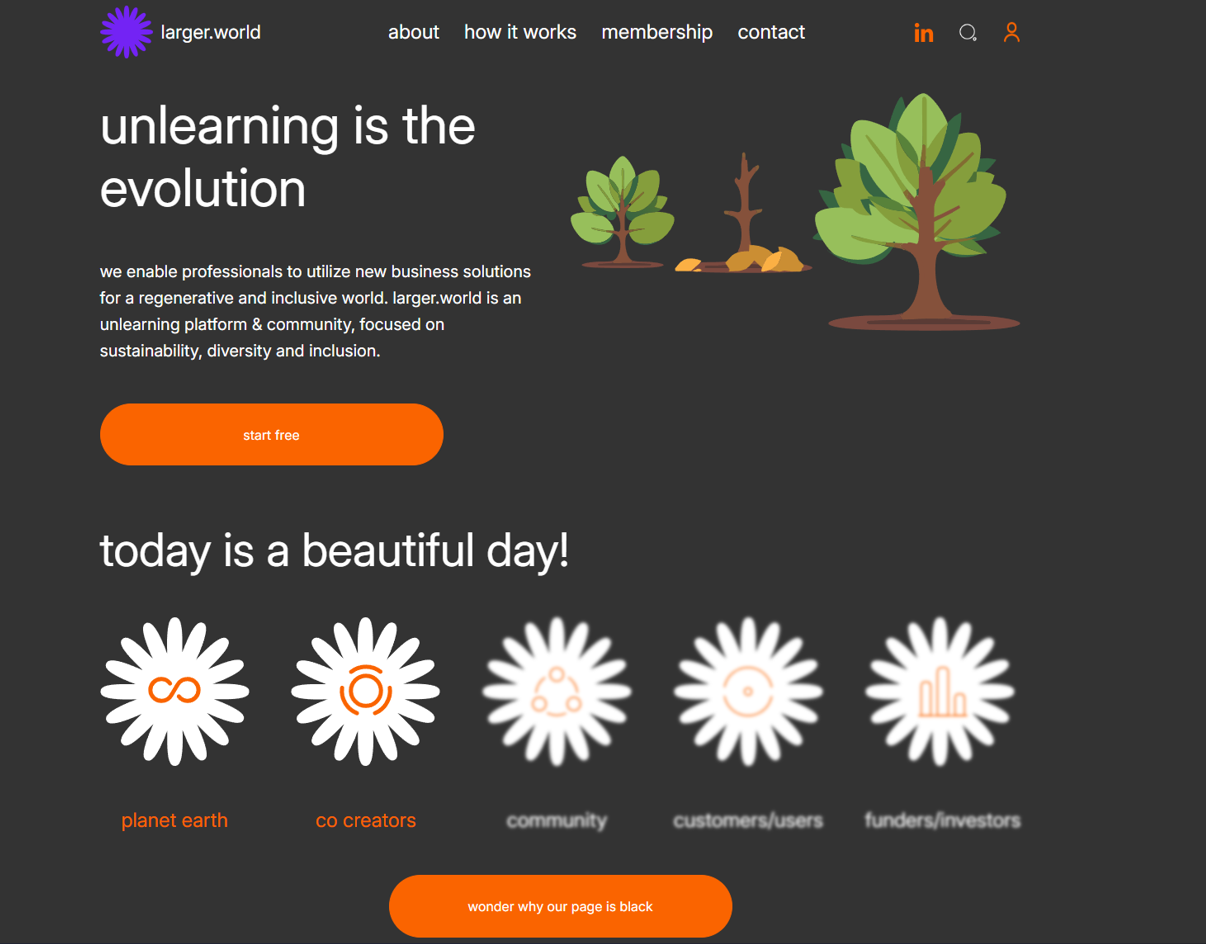 larger.world
about
how it works
membership
contact
in
unlearning is the
evolution
we enable professionals to utilize new business solutions
for a regenerative and inclusive world. larger.world is an
unlearning platform & community, focused on
sustainability, diversity and inclusion.
start free
today is a beautiful day!
planet earth
co creators
community
customers/users
funders/investors
wonder why our page is black